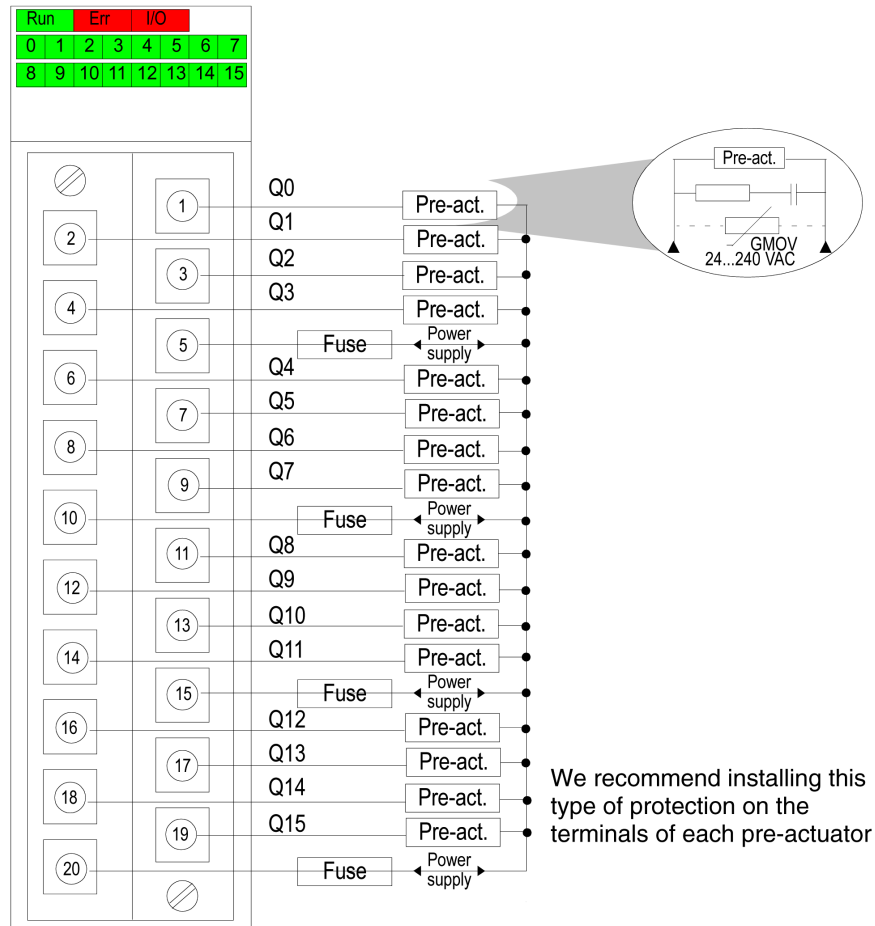 Run Err I/O
0 1 2 3 4 5 6 7
8 9 10 11 12 13 14 15
Pre-act.
GMOV
24...240 VAC
1 Q0 Pre-act.
2 Q1 Pre-act.
3 Q2 Pre-act.
4 Q3 Pre-act.
5 Fuse Power
supply
6 Q4 Pre-act.
7 Q5 Pre-act.
8 Q6 Pre-act.
9 Q7 Pre-act.
10 Fuse Power
supply
11 Q8 Pre-act.
12 Q9 Pre-act.
13 Q10 Pre-act.
14 Q11 Pre-act.
15 Fuse Power
supply
16 Q12 Pre-act.
17 Q13 Pre-act.
18 Q14 Pre-act.
19 Q15 Pre-act.
20 Fuse Power
supply
We recommend installing this
type of protection on the
terminals of each pre-actuator